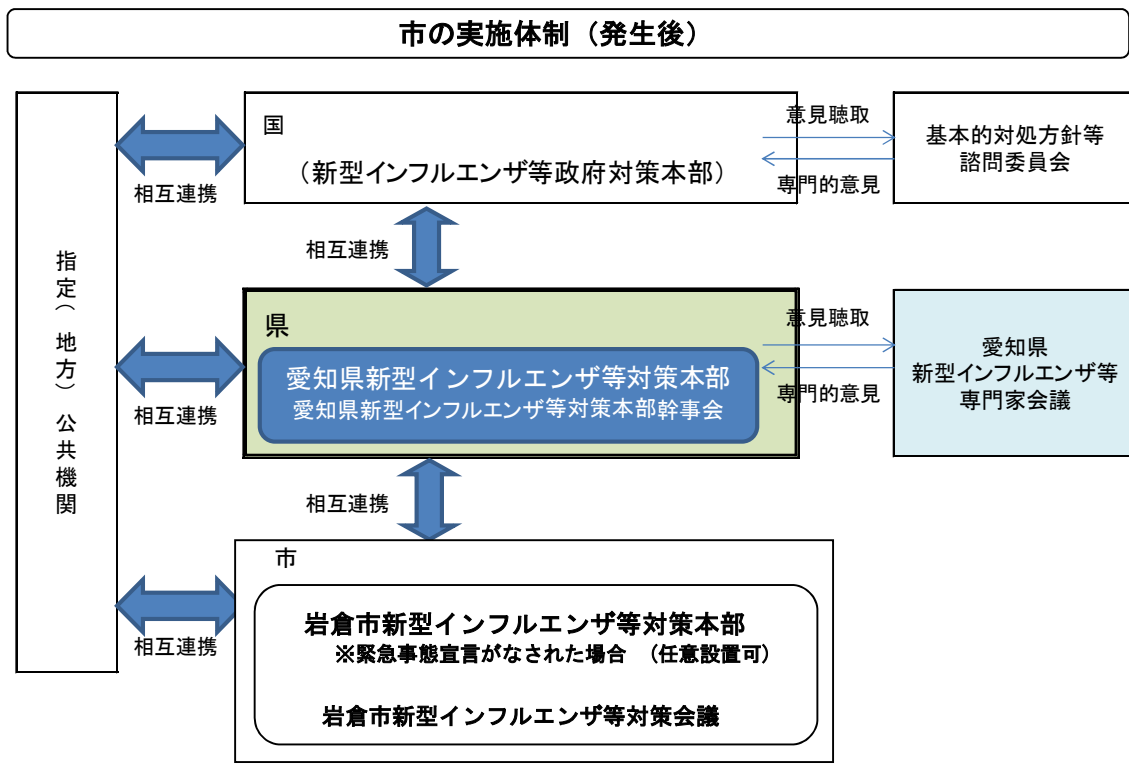 市の実施体制（発生後）
国
（新型インフルエンザ等政府対策本部）
意見聴取
専門的意見
基本的対処方針等
諮問委員会
相互連携
相互連携
指定（地方）公共機関
県
愛知県新型インフルエンザ等対策本部
愛知県新型インフルエンザ等対策本部幹事会
意見聴取
専門的意見
愛知県
新型インフルエンザ等
専門家会議
相互連携
相互連携
市
岩倉市新型インフルエンザ等対策本部
※緊急事態宣言がなされた場合　（任意設置可）
岩倉市新型インフルエンザ等対策会議
相互連携